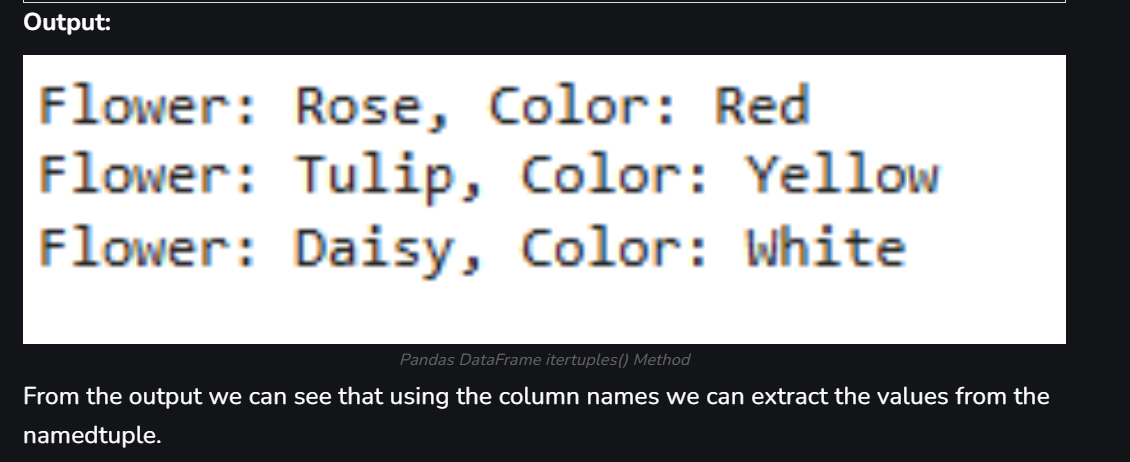 Output:
Flower: Rose, Color: Red
Flower: Tulip, Color: Yellow
Flower: Daisy, Color: White
Pandas DataFrame itertuples() Method
From the output we can see that using the column names we can extract the values from the
namedtuple.